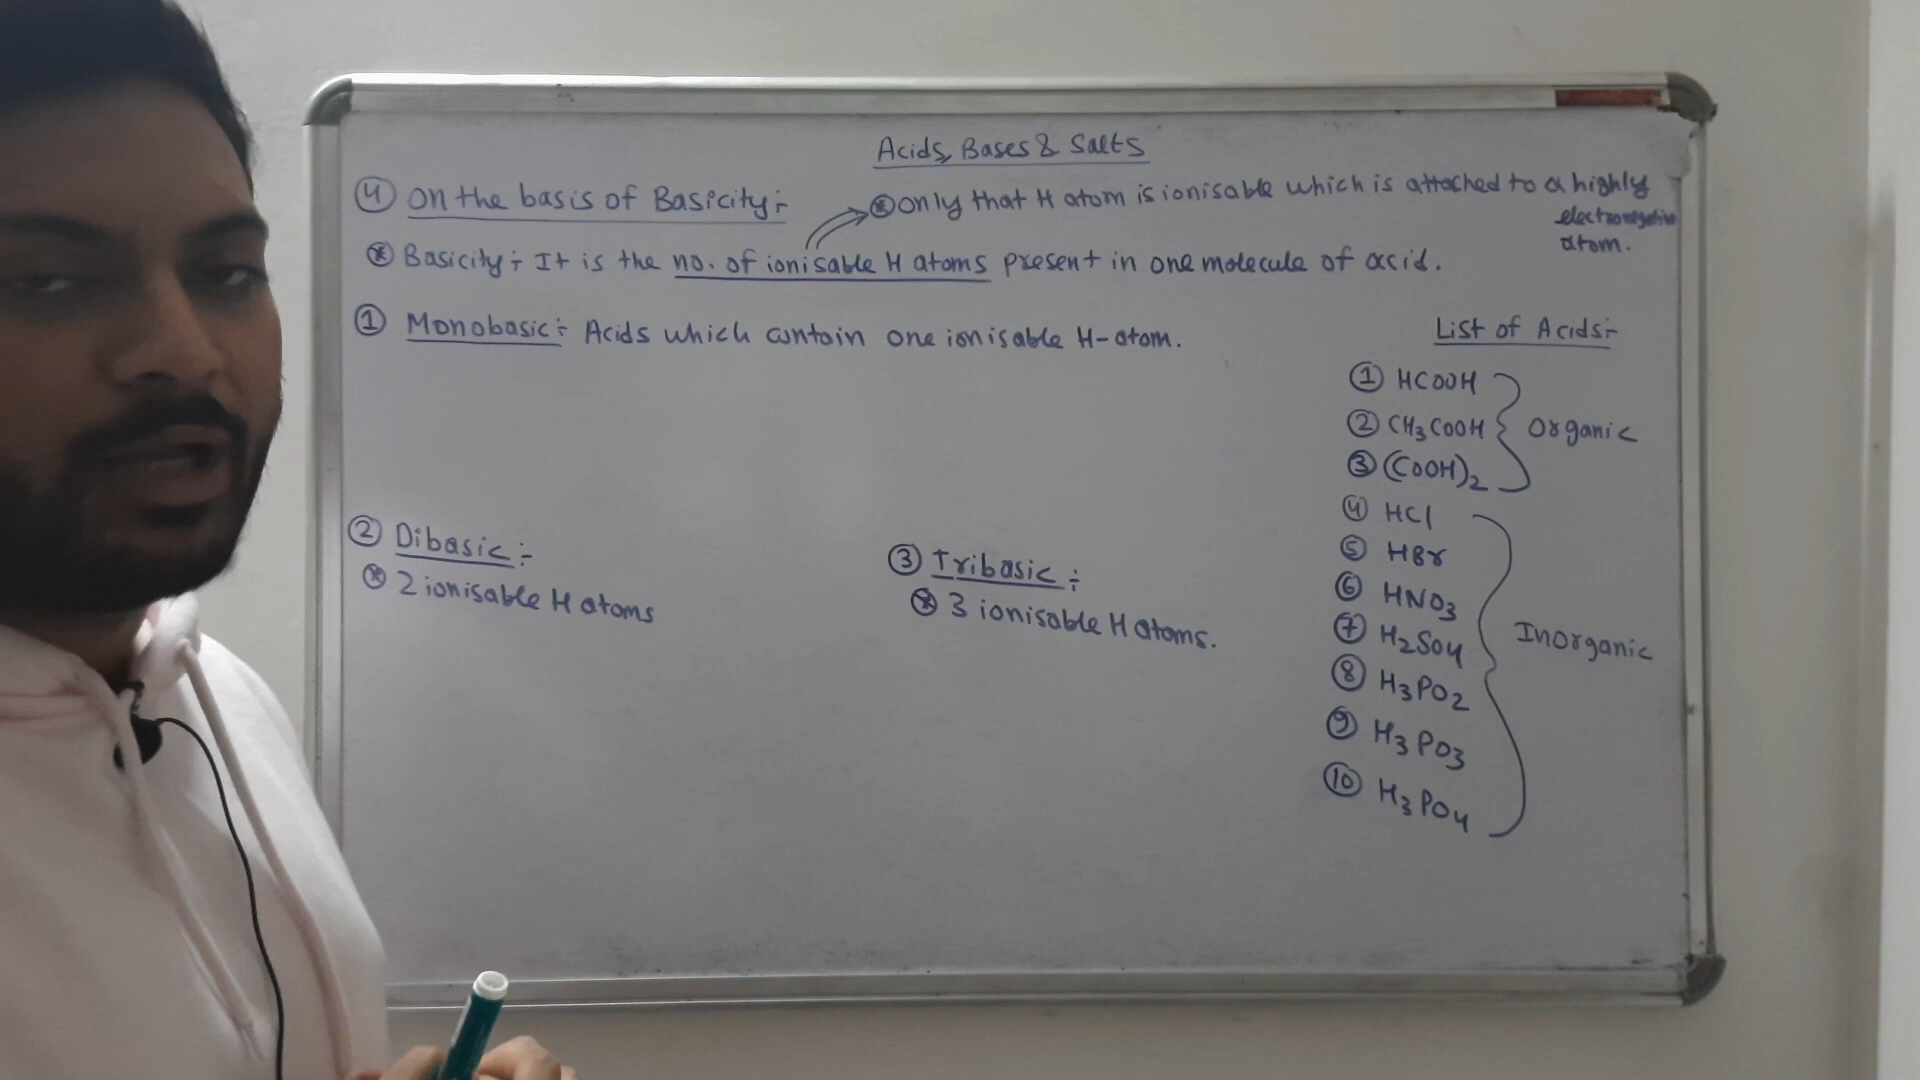 Acids, Bases & Salts
④ On the basis of Basicity:-
⊛ only that H atom is ionisable which is attached to a highly
electronegative
atom.
⊛ Basicity:- It is the no. of ionisable H atoms present in one molecule of acid.
① Monobasic:- Acids which contain one ionisable H-atom.
② Dibasic:-
⊛ 2 ionisable H atoms
③ Tribasic:-
⊛ 3 ionisable H atoms.
List of Acids:-
① HCOOH
② CH3COOH
③ (COOH)2
Organic
④ HCl
⑤ HBr
⑥ HNO3
⑦ H2SO4
⑧ H3PO2
⑨ H3PO3
⑩ H3PO4
Inorganic